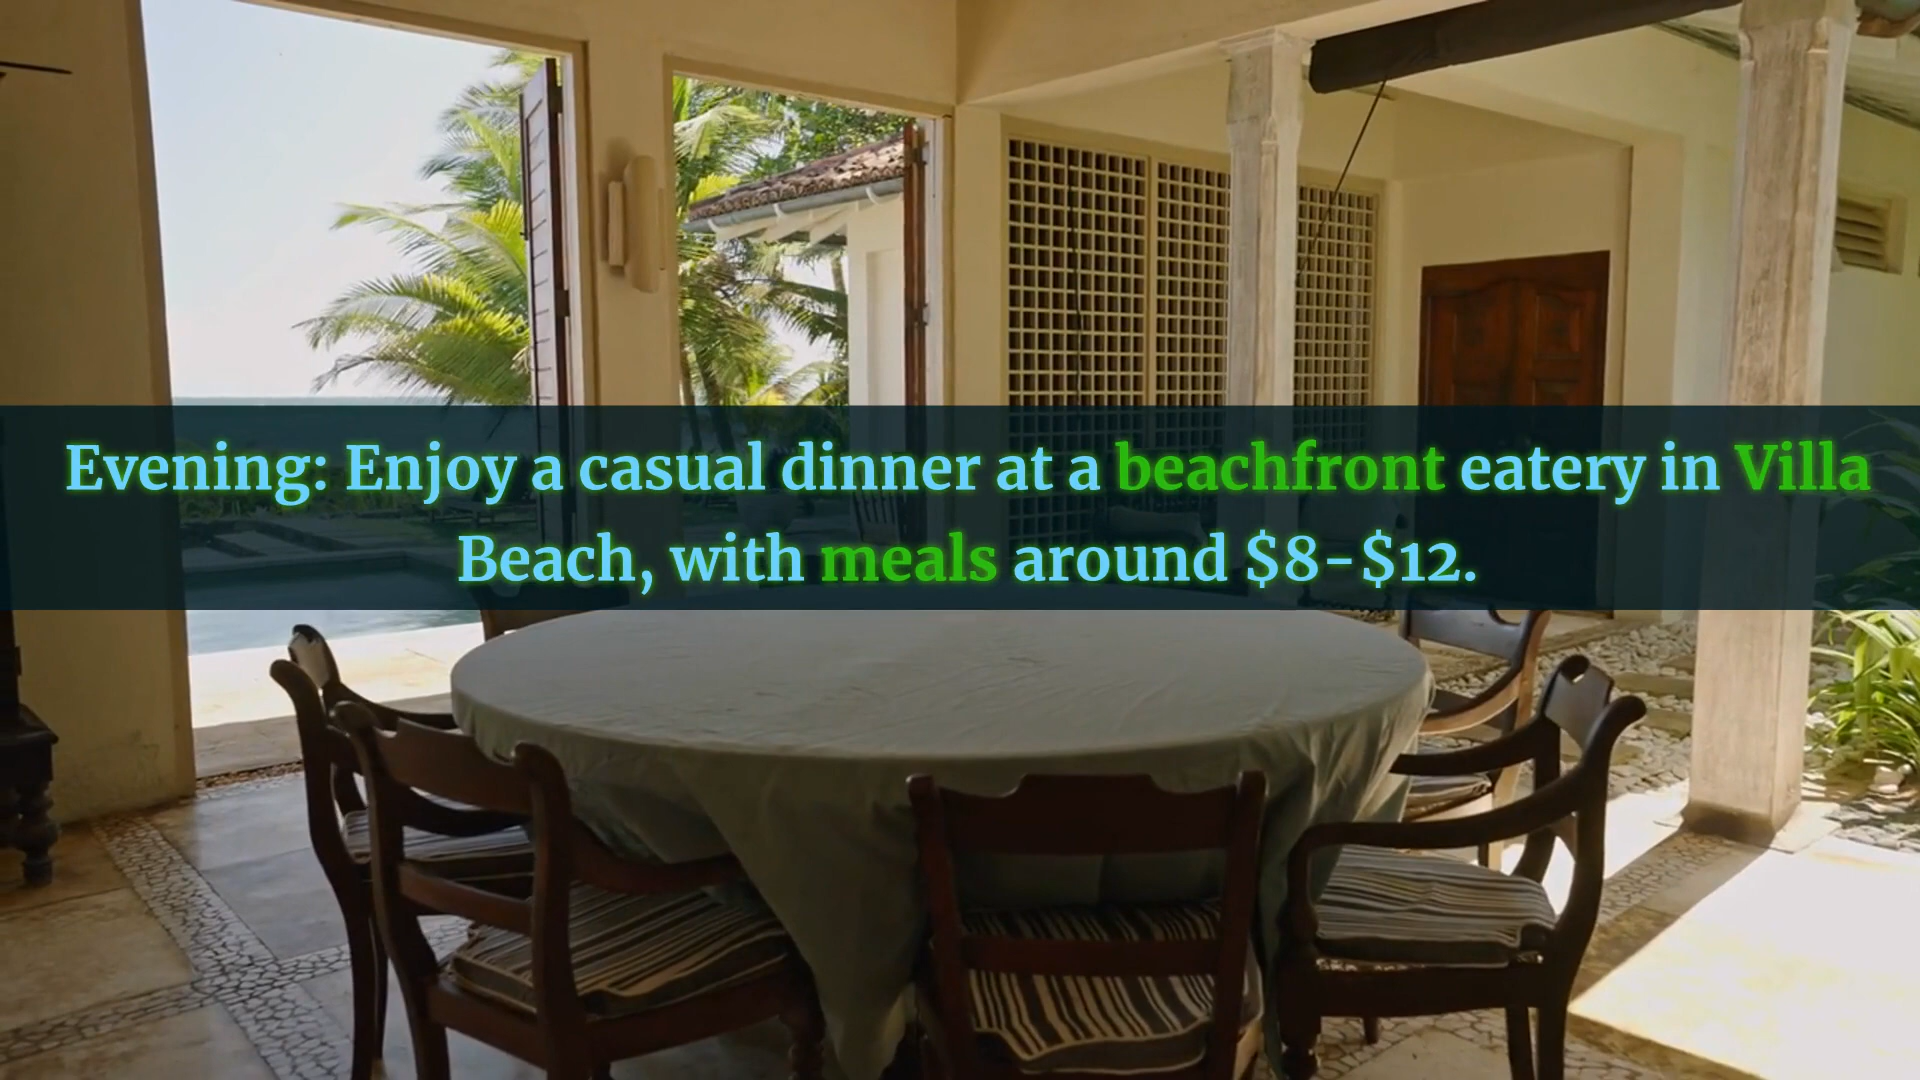 Evening: Enjoy a casual dinner at a beachfront eatery in Villa
Beach, with meals around $8-$12.